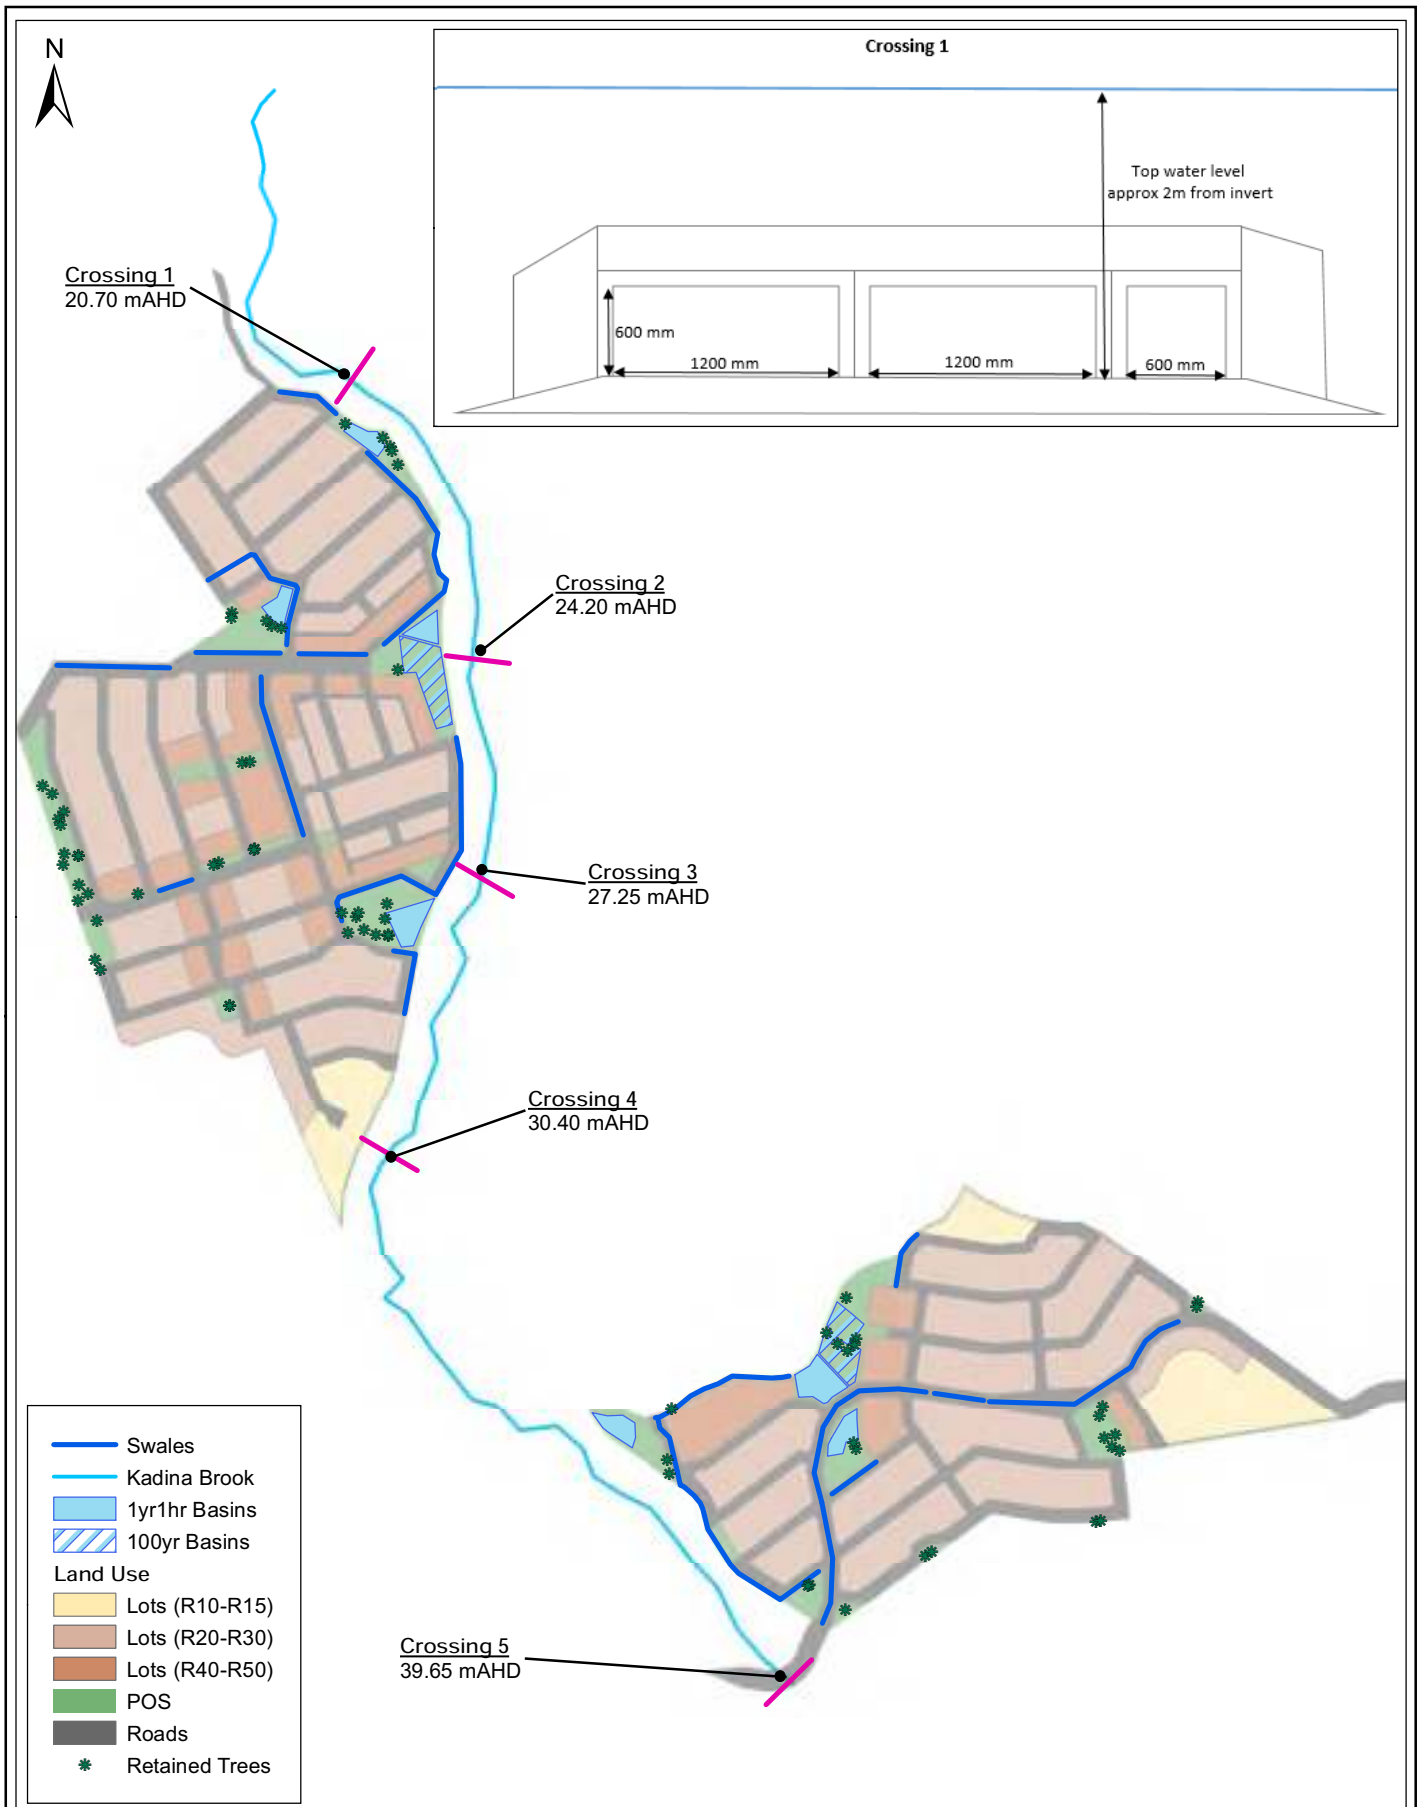 N
Crossing 1
Top water level
approx 2m from invert
600 mm
1200 mm
1200 mm
600 mm
Crossing 1
20.70 mAHD
Crossing 2
24.20 mAHD
Crossing 3
27.25 mAHD
Crossing 4
30.40 mAHD
Crossing 5
39.65 mAHD
Swales
Kadina Brook
1yr1hr Basins
100yr Basins
Land Use
Lots (R10-R15)
Lots (R20-R30)
Lots (R40-R50)
POS
Roads
Retained Trees